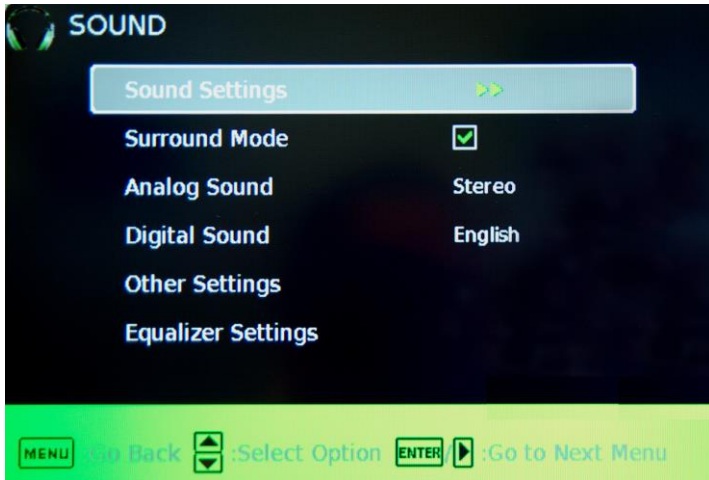 SOUND
Sound Settings
Surround Mode
Analog Sound Stereo
Digital Sound English
Other Settings
Equalizer Settings
MENU :Go Back :Select Option ENTER/ :Go to Next Menu